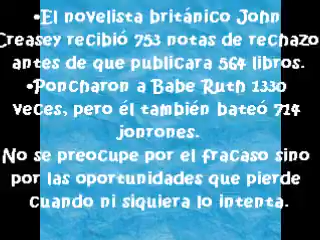 •El novelista británico John
Creasey recibió 753 notas de rechazo
antes de que publicara 564 libros.
•Poncharon a Babe Ruth 1330
veces, pero él también bateó 714
jonrones.
No se preocupe por el fracaso sino
por las oportunidades que pierde
cuando ni siquiera lo intenta.